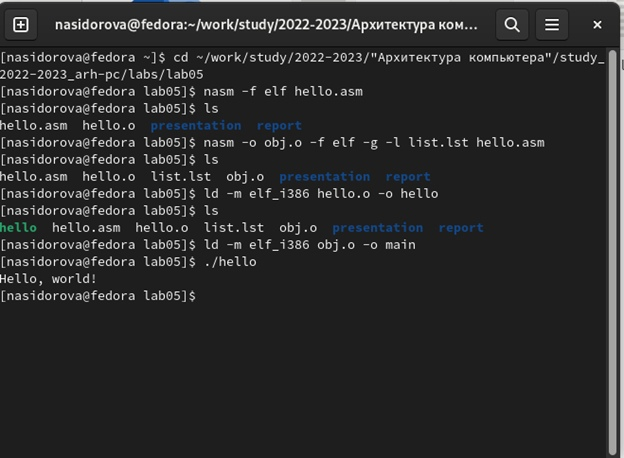 nasidorova@fedora:~/work/study/2022-2023/Архитектура ком...
[nasidorova@fedora ~]$ cd ~/work/study/2022-2023/"Архитектура компьютера"/study_
2022-2023_arh-pc/labs/lab05
[nasidorova@fedora lab05]$ nasm -f elf hello.asm
[nasidorova@fedora lab05]$ ls
hello.asm  hello.o  presentation  report
[nasidorova@fedora lab05]$ nasm -o obj.o -f elf -g -l list.lst hello.asm
[nasidorova@fedora lab05]$ ls
hello.asm  hello.o  list.lst  obj.o  presentation  report
[nasidorova@fedora lab05]$ ld -m elf_i386 hello.o -o hello
[nasidorova@fedora lab05]$ ls
hello  hello.asm  hello.o  list.lst  obj.o  presentation  report
[nasidorova@fedora lab05]$ ld -m elf_i386 obj.o -o main
[nasidorova@fedora lab05]$ ./hello
Hello, world!
[nasidorova@fedora lab05]$